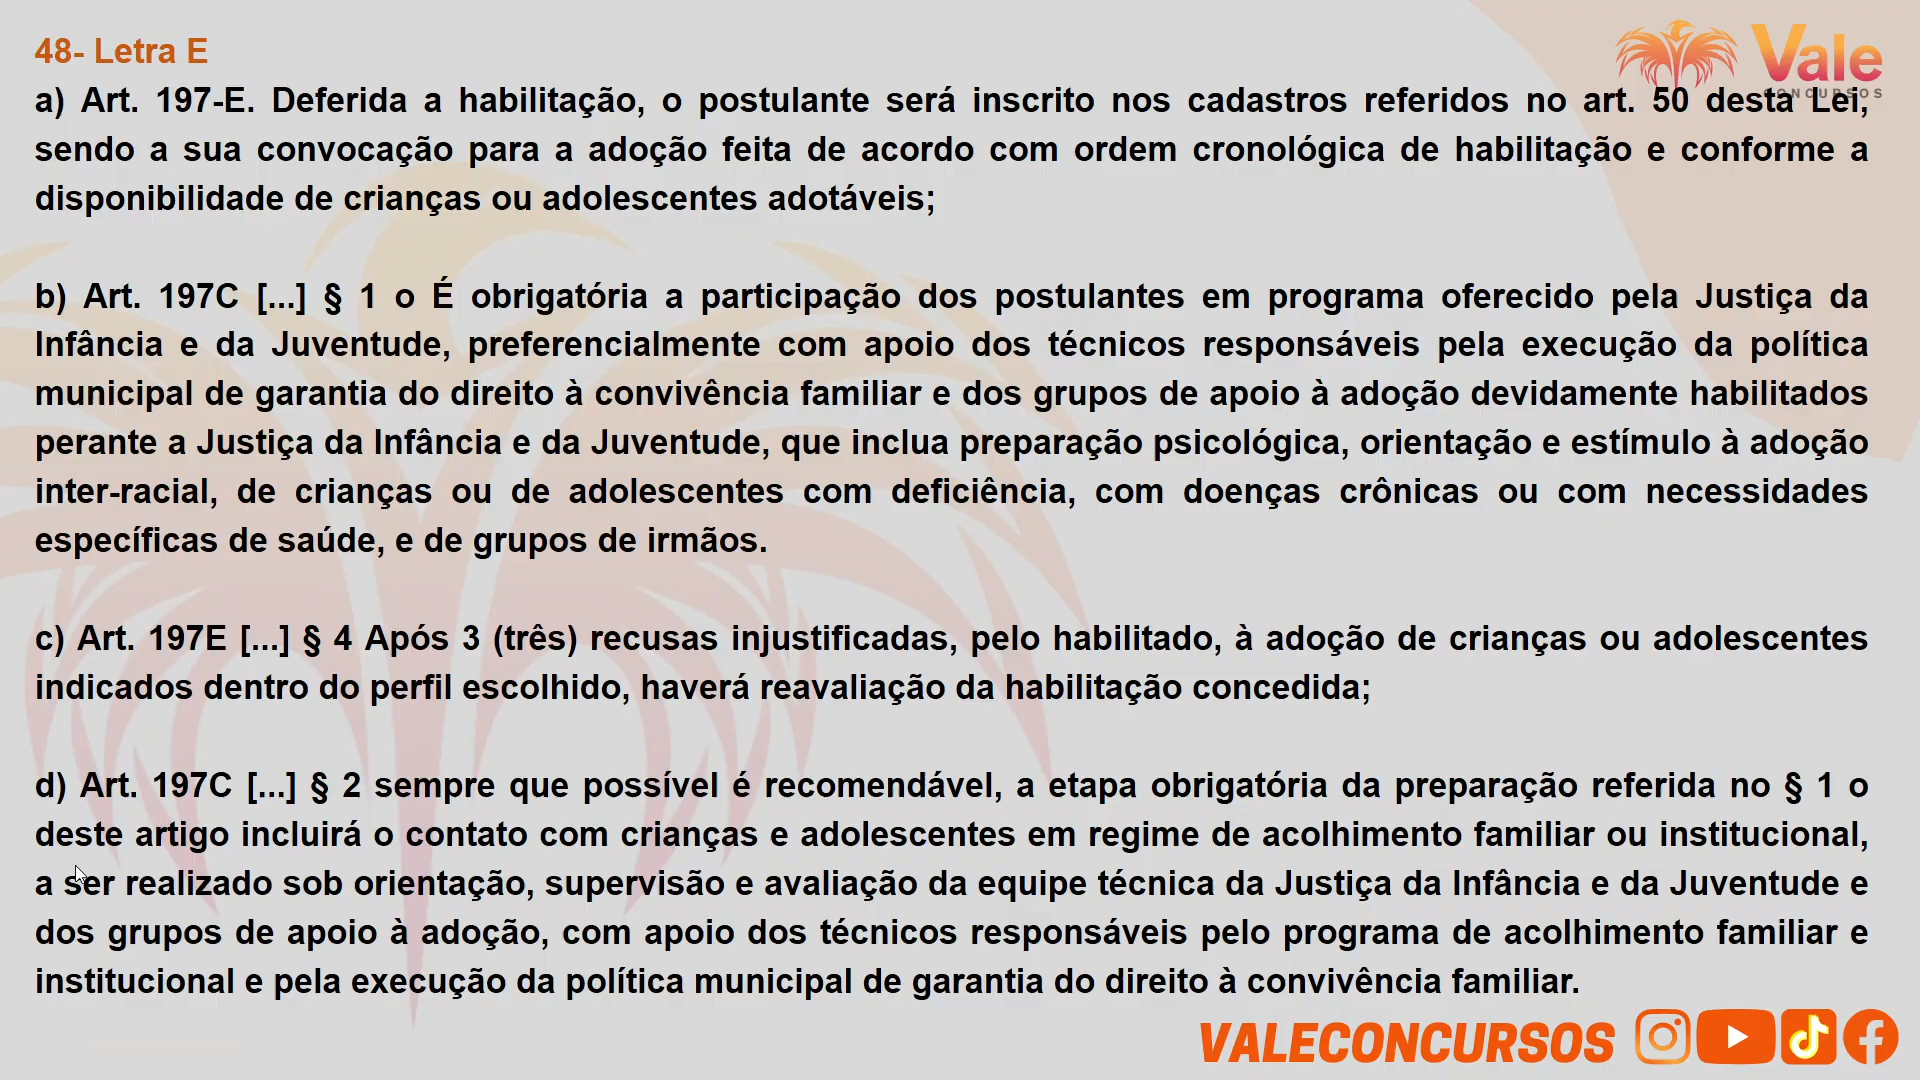 48- Letra E
Vale
CONCURSOS
a) Art. 197-E. Deferida a habilitação, o postulante será inscrito nos cadastros referidos no art. 50 desta Lei,
sendo a sua convocação para a adoção feita de acordo com ordem cronológica de habilitação e conforme a
disponibilidade de crianças ou adolescentes adotáveis;
b) Art. 197C [...] § 1 o É obrigatória a participação dos postulantes em programa oferecido pela Justiça da
Infância e da Juventude, preferencialmente com apoio dos técnicos responsáveis pela execução da política
municipal de garantia do direito à convivência familiar e dos grupos de apoio à adoção devidamente habilitados
perante a Justiça da Infância e da Juventude, que inclua preparação psicológica, orientação e estímulo à adoção
inter-racial, de crianças ou de adolescentes com deficiência, com doenças crônicas ou com necessidades
específicas de saúde, e de grupos de irmãos.
c) Art. 197E [...] § 4 Após 3 (três) recusas injustificadas, pelo habilitado, à adoção de crianças ou adolescentes
indicados dentro do perfil escolhido, haverá reavaliação da habilitação concedida;
d) Art. 197C [...] § 2 sempre que possível é recomendável, a etapa obrigatória da preparação referida no § 1 o
deste artigo incluirá o contato com crianças e adolescentes em regime de acolhimento familiar ou institucional,
a ser realizado sob orientação, supervisão e avaliação da equipe técnica da Justiça da Infância e da Juventude e
dos grupos de apoio à adoção, com apoio dos técnicos responsáveis pelo programa de acolhimento familiar e
institucional e pela execução da política municipal de garantia do direito à convivência familiar.
VALECONCURSOS